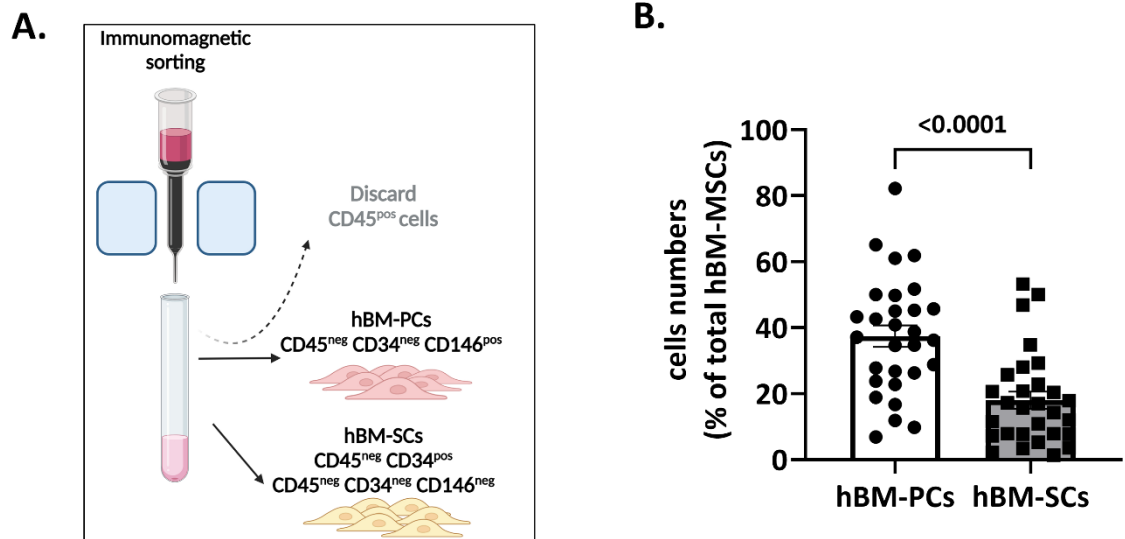 A.
Immunomagnetic
sorting
Discard
CD45pos cells
hBM-PCs
CD45neg CD34neg CD146pos
hBM-SCs
CD45neg CD34pos
CD45neg CD34neg CD146neg
B.
<0.0001
cells numbers
(% of total hBM-MSCs)
100
80
60
40
20
0
hBM-PCs hBM-SCs